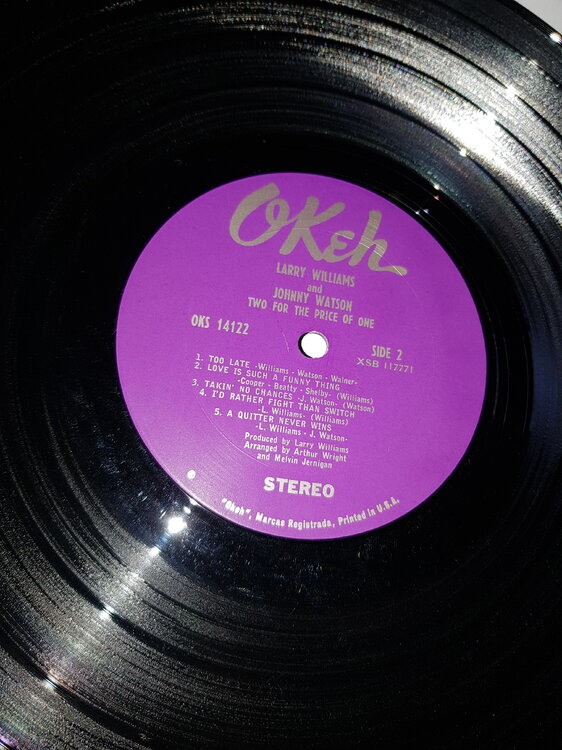 OKeh
LARRY WILLIAMS
and
JOHNNY WATSON
TWO FOR THE PRICE OF ONE
OKS 14122
SIDE 2
XSB 117771
1. TOO LATE -Williams - Watson - Wainer-
2. LOVE IS SUCH A FUNNY THING
-Cooper - Beatty - Shelby- (Williams)
3. TAKIN' NO CHANCES -J. Watson- (Watson)
4. I'D RATHER FIGHT THAN SWITCH
-L. Williams- (Williams)
5. A QUITTER NEVER WINS
-L. Williams - J. Watson-
Produced by Larry Williams
Arranged by Arthur Wright
and Melvin Jernigan
STEREO
"Okeh", Marcas Registrada, Printed in U.S.A.